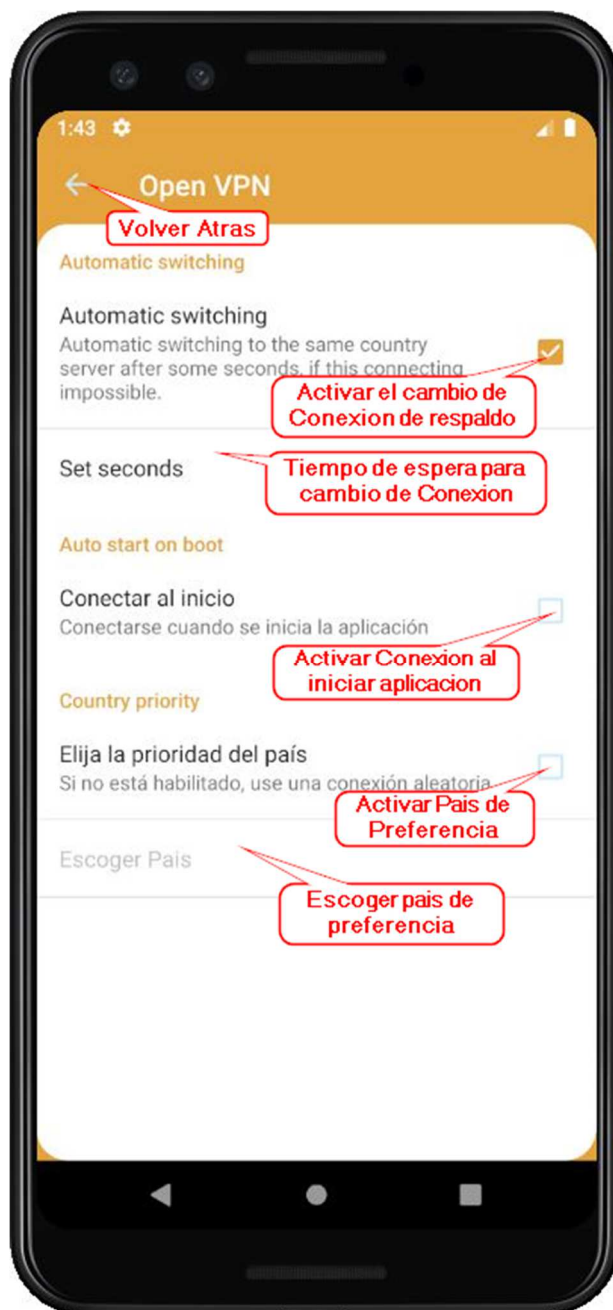 1:43
Open VPN
Volver Atras
Automatic switching
Automatic switching
Automatic switching to the same country
server after some seconds, if this connecting
impossible.
Activar el cambio de
Conexion de respaldo
Set seconds
Tiempo de espera para
cambio de Conexion
Auto start on boot
Conectar al inicio
Conectarse cuando se inicia la aplicación
Activar Conexion al
iniciar aplicacion
Country priority
Elija la prioridad del país
Si no está habilitado, use una conexión aleatoria
Activar Pais de
Preferencia
Escoger Pais
Escoger pais de
preferencia